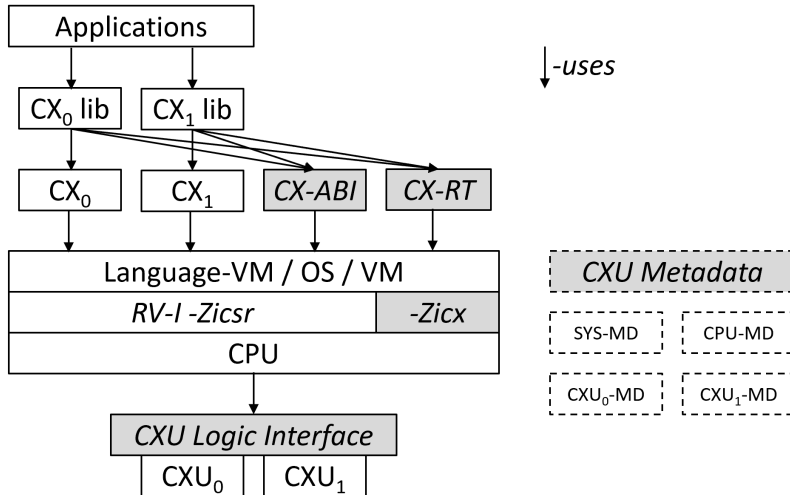 Applications
-uses
CX₀ lib CX₁ lib
CX₀ CX₁ CX-ABI CX-RT
Language-VM / OS / VM
CXU Metadata
RV-I -Zicsr -Zicx
SYS-MD CPU-MD
CPU
CXU₀-MD CXU₁-MD
CXU Logic Interface
CXU₀ CXU₁